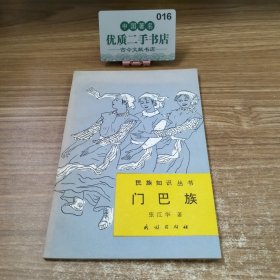 016
中国书店
优质二手书店
古今文献书店
民族知识丛书
门巴族
张江华 著
民族出版社